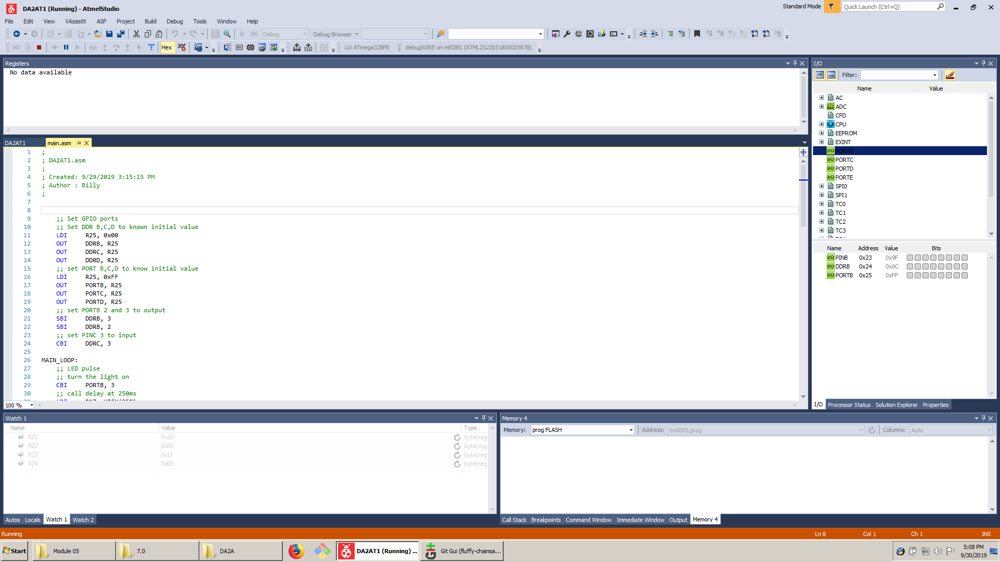 DA2AT1 (Running) - AtmelStudio
Standard Mode
Quick Launch (Ctrl+Q)
File Edit View VAssistX ASF Project Build Debug Tools Window Help
Debug
Debug Browser
Hex
ATmega328PB
debugWIRE on mEDBG (ATML2523051800005878)
Registers
No data available
DA2AT1
main.asm
1 ;
2 ; DA2AT1.asm
3 ;
4 ; Created: 9/29/2019 3:15:15 PM
5 ; Author : Billy
6 ;
7
8
9 ;; Set GPIO ports
10 ;; Set DDR B,C,D to known initial value
11 LDI R25, 0x00
12 OUT DDRB, R25
13 OUT DDRC, R25
14 OUT DDRD, R25
15 ;; set PORT B,C,D to know initial value
16 LDI R25, 0xFF
17 OUT PORTB, R25
18 OUT PORTC, R25
19 OUT PORTD, R25
20 ;; set PORTB 2 and 3 to output
21 SBI DDRB, 3
22 SBI DDRB, 2
23 ;; set PINC 3 to input
24 CBI DDRC, 3
25
26 MAIN_LOOP:
27 ;; LED pulse
28 ;; turn the light on
29 CBI PORTB, 3
30 ;; call delay at 250ms
100 %
I/O
Filter:
Name Value
AC
ADC
CFD
CPU
EEPROM
EXINT
PORTB
PORTC
PORTD
PORTE
SPI0
SPI1
TC0
TC1
TC2
TC3
Name Address Value Bits
PINB 0x23 0x9F
DDRB 0x24 0x0C
PORTB 0x25 0xFF
I/O Processor Status Solution Explorer Properties
Watch 1
Name Value Type
R21 0xd3 byte{reg
R22 0x00 byte{reg
R23 0x1f byte{reg
R24 0x00 byte{reg
Autos Locals Watch 1 Watch 2
Memory 4
Memory: prog FLASH Address: 0x0000,prog Columns: Auto
Call Stack Breakpoints Command Window Immediate Window Output Memory 4
Running
Ln 8 Col 1 Ch 1 INS
Start
Module 05
7.0
DA2A
DA2AT1 (Running) ...
Git Gui (fluffy-chainsa...
5:08 PM
9/30/2019